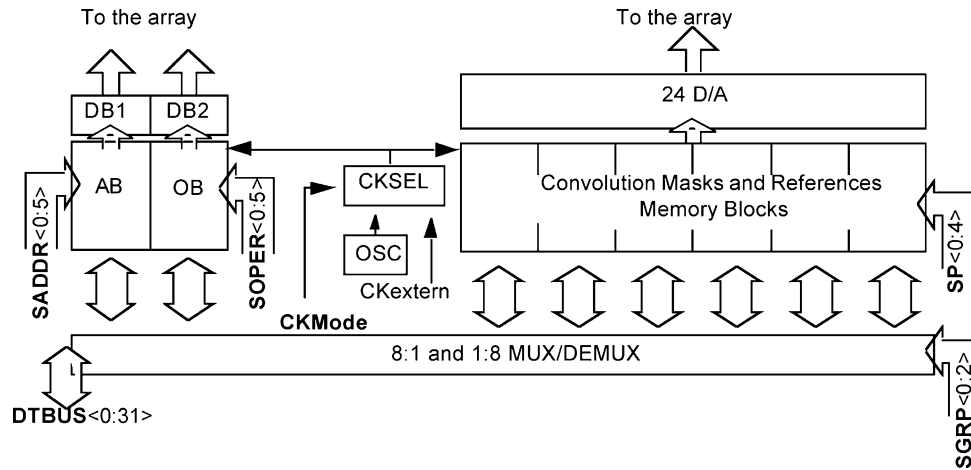 To the array
To the array
DB1
DB2
24 D/A
AB
OB
CKSEL
Convolution Masks and References
Memory Blocks
OSC
CKextern
CKMode
SADDR<0:5>
SOPER<0:5>
SP<0:4>
8:1 and 1:8 MUX/DEMUX
DTBUS<0:31>
SGRP<0:2>